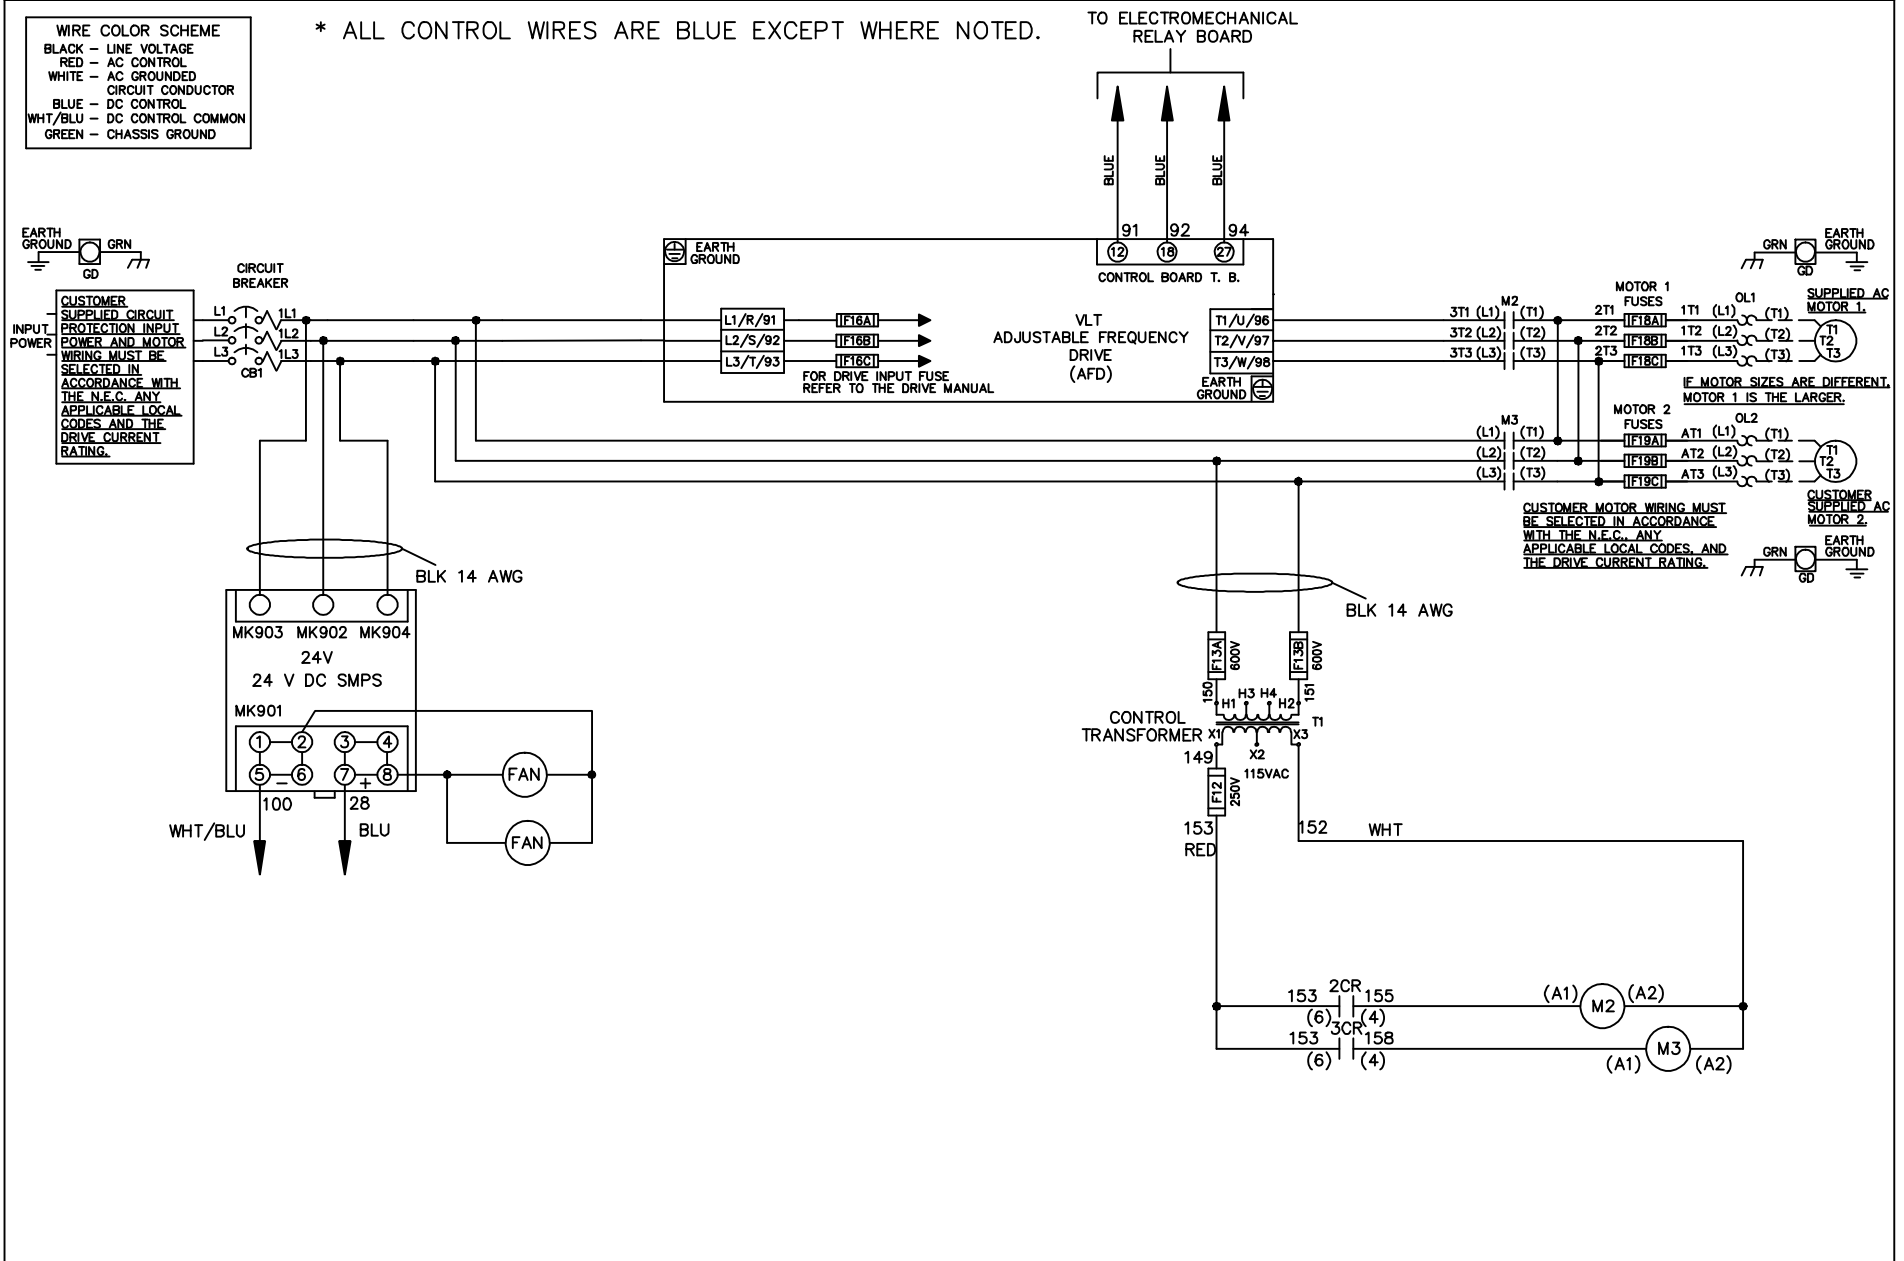 WIRE COLOR SCHEME
BLACK – LINE VOLTAGE
RED – AC CONTROL
WHITE – AC GROUNDED
CIRCUIT CONDUCTOR
BLUE – DC CONTROL
WHT/BLU – DC CONTROL COMMON
GREEN – CHASSIS GROUND
* ALL CONTROL WIRES ARE BLUE EXCEPT WHERE NOTED.
TO ELECTROMECHANICAL
RELAY BOARD
BLUE
BLUE
BLUE
91 92 94
12 18 27
CONTROL BOARD T. B.
EARTH
GROUND
GRN
GD
CUSTOMER
SUPPLIED CIRCUIT
PROTECTION INPUT
POWER AND MOTOR
WIRING MUST BE
SELECTED IN
ACCORDANCE WITH
THE N.E.C. ANY
APPLICABLE LOCAL
CODES AND THE
DRIVE CURRENT
RATING.
INPUT
POWER
CIRCUIT
BREAKER
L1 1L1
L2 1L2
L3 1L3
CB1
EARTH
GROUND
L1/R/91 F16A
L2/S/92 F16B
L3/T/93 F16C
FOR DRIVE INPUT FUSE
REFER TO THE DRIVE MANUAL
VLT
ADJUSTABLE FREQUENCY
DRIVE
(AFD)
T1/U/96
T2/V/97
T3/W/98
EARTH
GROUND
M2
3T1 (L1) (T1)
3T2 (L2) (T2)
3T3 (L3) (T3)
MOTOR 1
FUSES
2T1 F18A 1T1 (L1) (T1)
2T2 F18B 1T2 (L2) (T2)
2T3 F18C 1T3 (L3) (T3)
OL1
GRN
EARTH
GROUND
GD
SUPPLIED AC
MOTOR 1.
T1
T2
T3
IF MOTOR SIZES ARE DIFFERENT,
MOTOR 1 IS THE LARGER.
M3
(L1) (T1)
(L2) (T2)
(L3) (T3)
MOTOR 2
FUSES
F19A AT1 (L1) (T1)
F19B AT2 (L2) (T2)
F19C AT3 (L3) (T3)
OL2
T1
T2
T3
CUSTOMER
SUPPLIED AC
MOTOR 2.
CUSTOMER MOTOR WIRING MUST
BE SELECTED IN ACCORDANCE
WITH THE N.E.C., ANY
APPLICABLE LOCAL CODES, AND
THE DRIVE CURRENT RATING.
GRN
EARTH
GROUND
GD
BLK 14 AWG
MK903 MK902 MK904
24V
24 V DC SMPS
MK901
1 2 3 4
5 – 6 7 + 8
100 28
WHT/BLU
BLU
FAN
FAN
BLK 14 AWG
F13A
600V
F13B
600V
150
151
H1 H3 H4 H2
T1
CONTROL
TRANSFORMER
X1 X2 X3
149
115VAC
F12
250V
153
RED
152
WHT
153 2CR 155
(6) (4)
(A1) M2 (A2)
153 3CR 158
(6) (4)
(A1) M3 (A2)